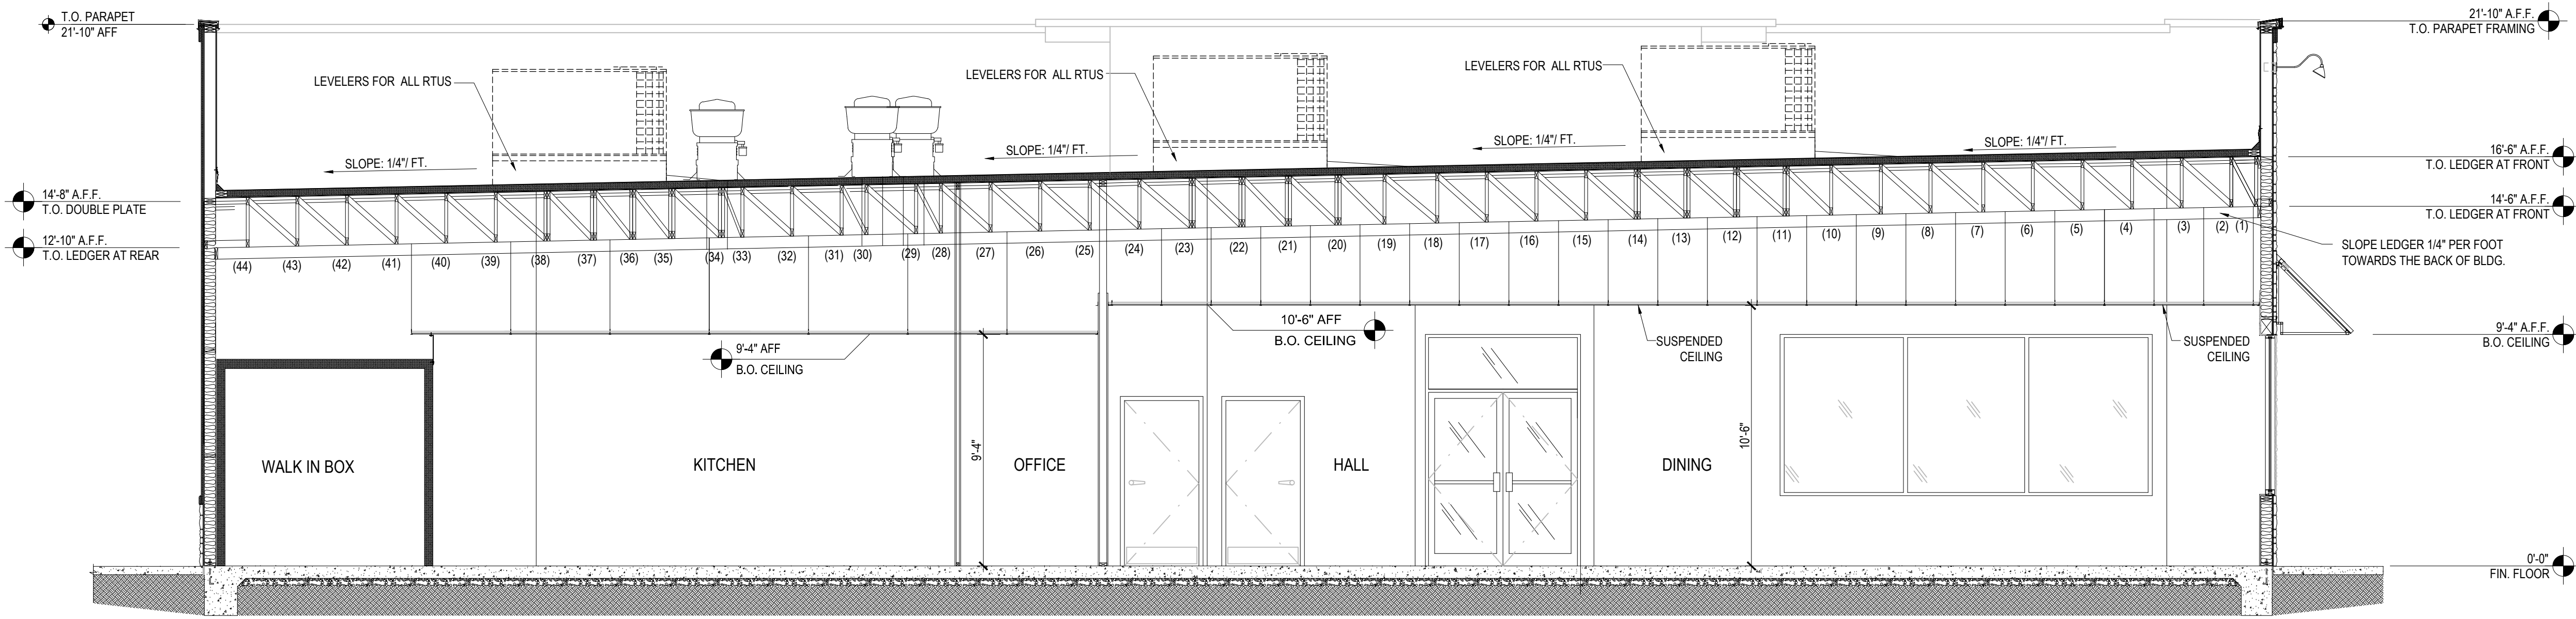 T.O. PARAPET
21'-10" AFF
21'-10" A.F.F.
T.O. PARAPET FRAMING
LEVELERS FOR ALL RTUS
LEVELERS FOR ALL RTUS
LEVELERS FOR ALL RTUS
SLOPE: 1/4"/ FT.
SLOPE: 1/4"/ FT.
SLOPE: 1/4"/ FT.
SLOPE: 1/4"/ FT.
16'-6" A.F.F.
T.O. LEDGER AT FRONT
14'-8" A.F.F.
T.O. DOUBLE PLATE
14'-6" A.F.F.
T.O. LEDGER AT FRONT
12'-10" A.F.F.
T.O. LEDGER AT REAR
(44) (43) (42) (41) (40) (39) (38) (37) (36) (35) (34) (33) (32) (31) (30) (29) (28) (27) (26) (25) (24) (23) (22) (21) (20) (19) (18) (17) (16) (15) (14) (13) (12) (11) (10) (9) (8) (7) (6) (5) (4) (3) (2) (1)
SLOPE LEDGER 1/4" PER FOOT
TOWARDS THE BACK OF BLDG.
10'-6" AFF
B.O. CEILING
9'-4" AFF
B.O. CEILING
SUSPENDED
CEILING
SUSPENDED
CEILING
9'-4" A.F.F.
B.O. CEILING
9'-4"
10'-6"
WALK IN BOX
KITCHEN
OFFICE
HALL
DINING
0'-0"
FIN. FLOOR